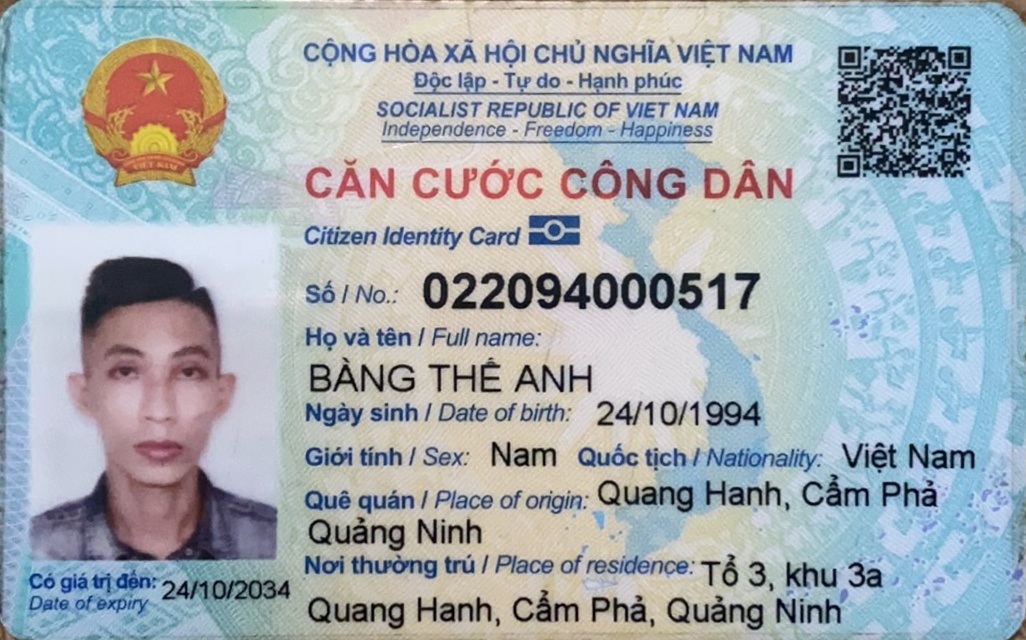 CỘNG HÒA XÃ HỘI CHỦ NGHĨA VIỆT NAM
Độc lập - Tự do - Hạnh phúc
SOCIALIST REPUBLIC OF VIET NAM
Independence - Freedom - Happiness
CĂN CƯỚC CÔNG DÂN
Citizen Identity Card
Số / No.: 022094000517
Họ và tên / Full name:
BÀNG THẾ ANH
Ngày sinh / Date of birth: 24/10/1994
Giới tính / Sex: Nam Quốc tịch / Nationality: Việt Nam
Quê quán / Place of origin: Quang Hanh, Cẩm Phả
Quảng Ninh
Nơi thường trú / Place of residence: Tổ 3, khu 3a
Quang Hanh, Cẩm Phả, Quảng Ninh
Có giá trị đến: 24/10/2034
Date of expiry
VIỆT NAM